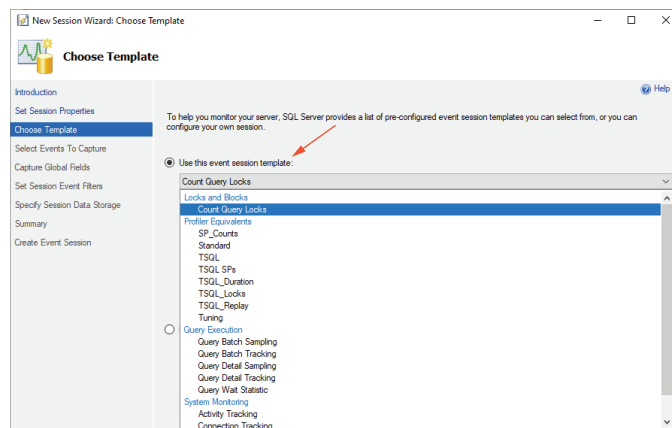 New Session Wizard: Choose Template
Choose Template
Introduction
Set Session Properties
Choose Template
Select Events To Capture
Capture Global Fields
Set Session Event Filters
Specify Session Data Storage
Summary
Create Event Session
Help
To help you monitor your server, SQL Server provides a list of pre-configured event session templates you can select from, or you can
configure your own session.
Use this event session template:
Count Query Locks
Locks and Blocks
Count Query Locks
Profiler Equivalents
SP_Counts
Standard
TSQL
TSQL SPs
TSQL_Duration
TSQL_Locks
TSQL_Replay
Tuning
Query Execution
Query Batch Sampling
Query Batch Tracking
Query Detail Sampling
Query Detail Tracking
Query Wait Statistic
System Monitoring
Activity Tracking
Connection Tracking